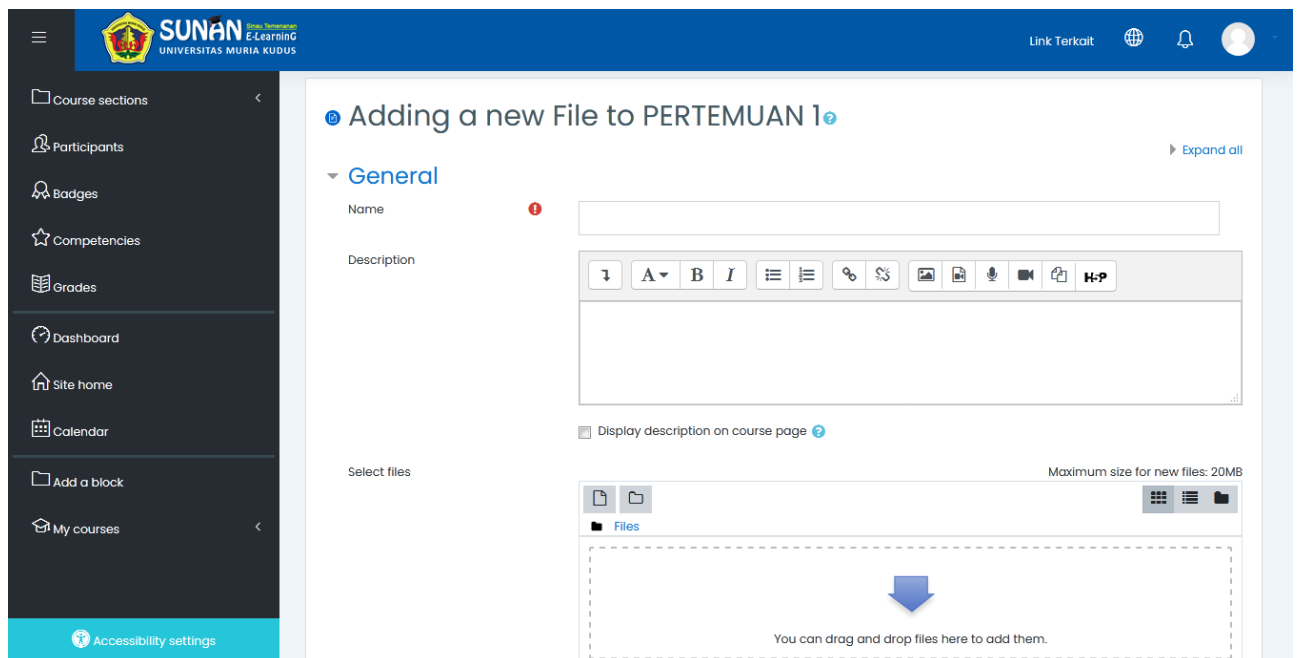 SUNAN Sinau Temenanan
E-LearninG
UNIVERSITAS MURIA KUDUS
Link Terkait
Course sections
Participants
Badges
Competencies
Grades
Dashboard
Site home
Calendar
Add a block
My courses
Accessibility settings
Adding a new File to PERTEMUAN 1
Expand all
General
Name
Description
A B I
H5P
Display description on course page
Select files
Maximum size for new files: 20MB
Files
You can drag and drop files here to add them.